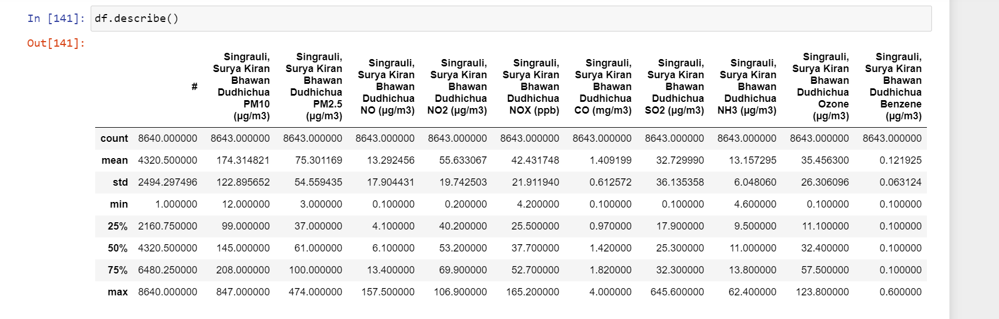 In [141]: df.describe()
Out[141]:
# Singrauli, Surya Kiran Bhawan Dudhichua PM10 (µg/m3) Singrauli, Surya Kiran Bhawan Dudhichua PM2.5 (µg/m3) Singrauli, Surya Kiran Bhawan Dudhichua NO (µg/m3) Singrauli, Surya Kiran Bhawan Dudhichua NO2 (µg/m3) Singrauli, Surya Kiran Bhawan Dudhichua NOX (ppb) Singrauli, Surya Kiran Bhawan Dudhichua CO (mg/m3) Singrauli, Surya Kiran Bhawan Dudhichua SO2 (µg/m3) Singrauli, Surya Kiran Bhawan Dudhichua NH3 (µg/m3) Singrauli, Surya Kiran Bhawan Dudhichua Ozone (µg/m3) Singrauli, Surya Kiran Bhawan Dudhichua Benzene (µg/m3)
count 8640.000000 8643.000000 8643.000000 8643.000000 8643.000000 8643.000000 8643.000000 8643.000000 8643.000000 8643.000000 8643.000000
mean 4320.500000 174.314821 75.301169 13.292456 55.633067 42.431748 1.409199 32.729990 13.157295 35.456300 0.121925
std 2494.297496 122.895652 54.559435 17.904431 19.742503 21.911940 0.612572 36.135358 6.048060 26.306096 0.063124
min 1.000000 12.000000 3.000000 0.100000 0.200000 4.200000 0.100000 0.100000 4.600000 0.100000 0.100000
25% 2160.750000 99.000000 37.000000 4.100000 40.200000 25.500000 0.970000 17.900000 9.500000 11.100000 0.100000
50% 4320.500000 145.000000 61.000000 6.100000 53.200000 37.700000 1.420000 25.300000 11.000000 32.400000 0.100000
75% 6480.250000 208.000000 100.000000 13.400000 69.900000 52.700000 1.820000 32.300000 13.800000 57.500000 0.100000
max 8640.000000 847.000000 474.000000 157.500000 106.900000 165.200000 4.000000 645.600000 62.400000 123.800000 0.600000